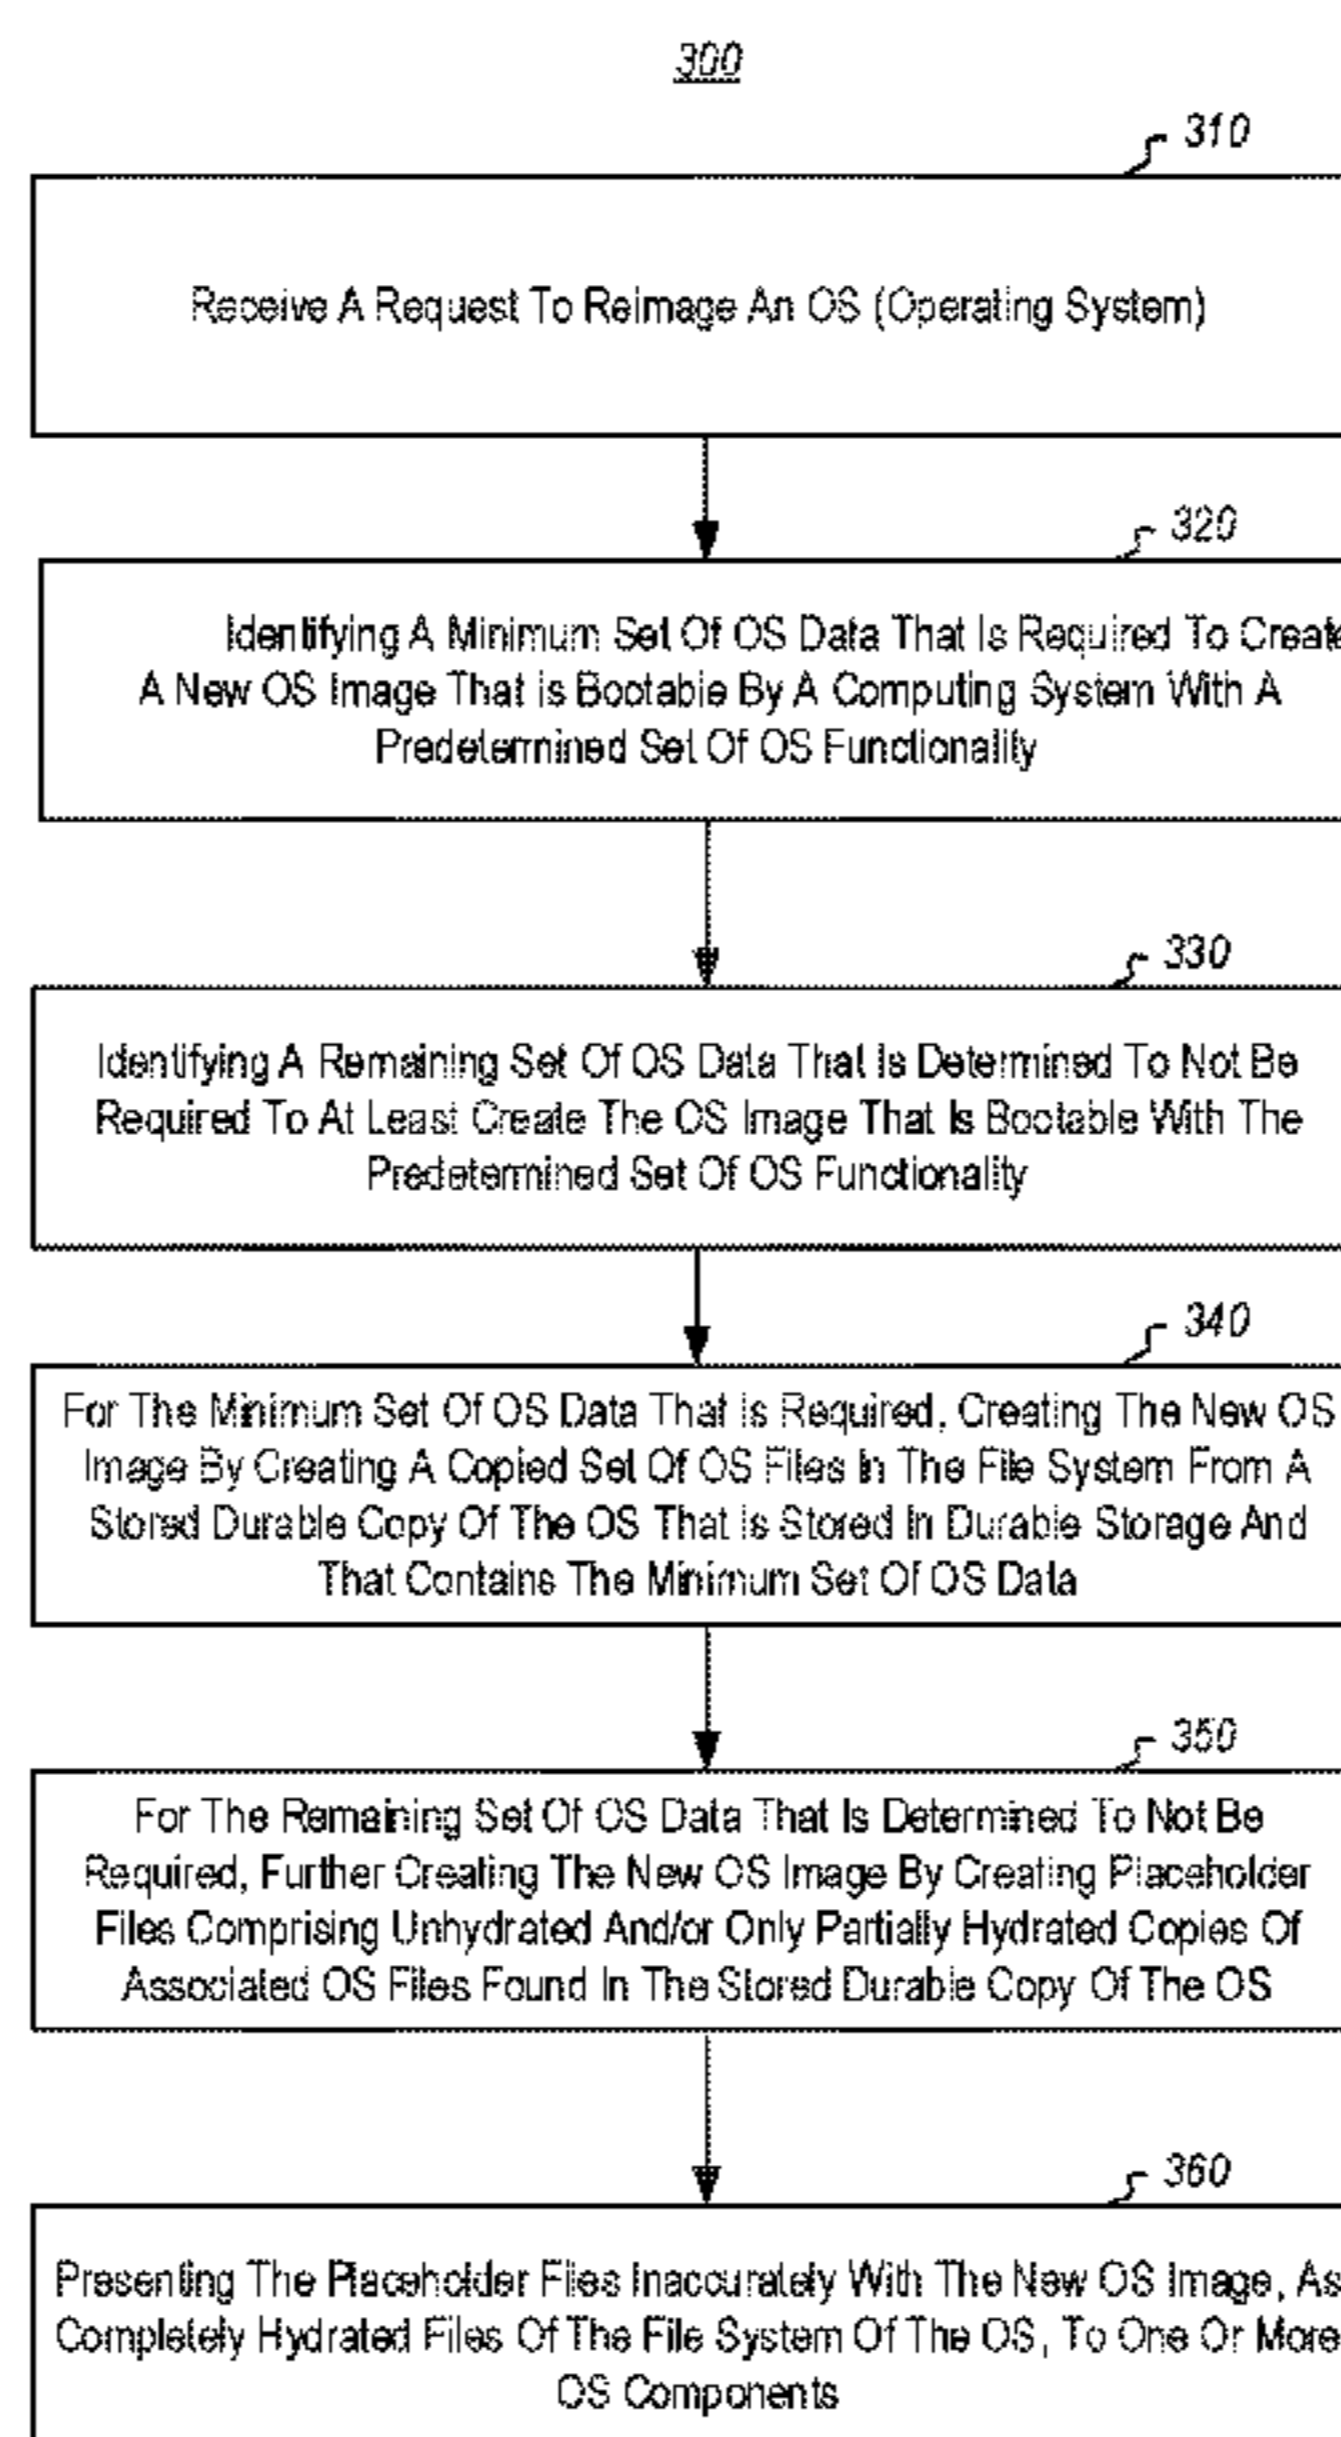 300
310
Receive A Request To Reimage An OS (Operating System)
320
Identifying A Minimum Set Of OS Data That Is Required To Create
A New OS Image That is Bootable By A Computing System With A
Predetermined Set Of OS Functionality
330
Identifying A Remaining Set Of OS Data That Is Determined To Not Be
Required To At Least Create The OS Image That Is Bootable With The
Predetermined Set Of OS Functionality
340
For The Minimum Set Of OS Data That is Required, Creating The New OS
Image By Creating A Copied Set Of OS Files In The File System From A
Stored Durable Copy Of The OS That is Stored In Durable Storage And
That Contains The Minimum Set Of OS Data
350
For The Remaining Set Of OS Data That Is Determined To Not Be
Required, Further Creating The New OS Image By Creating Placeholder
Files Comprising Unhydrated And/or Only Partially Hydrated Copies Of
Associated OS Files Found In The Stored Durable Copy Of The OS
360
Presenting The Placeholder Files Inaccurately With The New OS Image, As
Completely Hydrated Files Of The File System Of The OS, To One Or More
OS Components